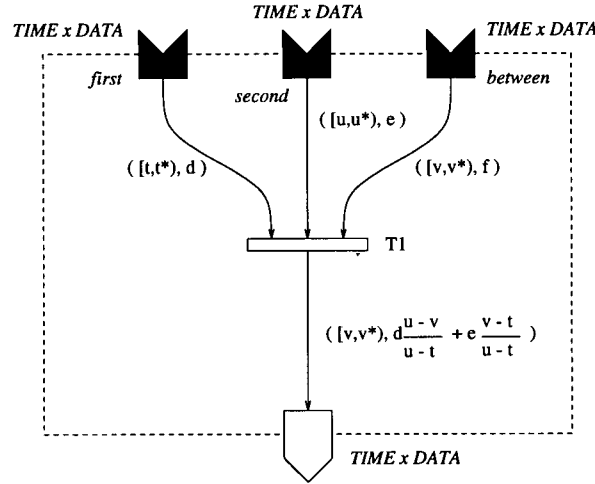 TIME x DATA
TIME x DATA
TIME x DATA
first
second
between
( [u,u*), e )
( [t,t*), d )
( [v,v*), f )
T1
( [v,v*), d u - v / u - t + e v - t / u - t )
TIME x DATA